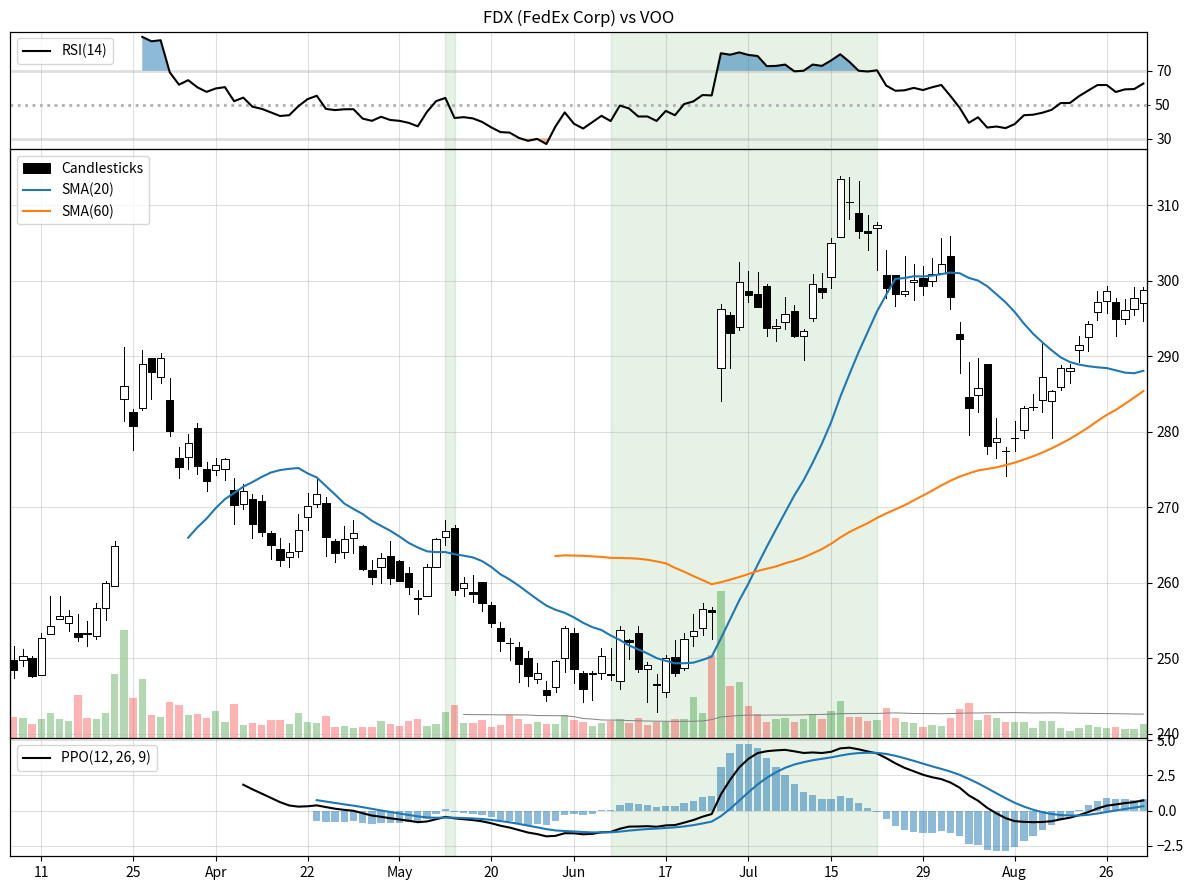 FDX (FedEx Corp) vs VOO
RSI(14)
70
50
30
Candlesticks
SMA(20)
SMA(60)
310
300
290
280
270
260
250
240
PPO(12, 26, 9)
5.0
2.5
0.0
−2.5
11 25 Apr 22 May 20 Jun 17 Jul 15 29 Aug 26